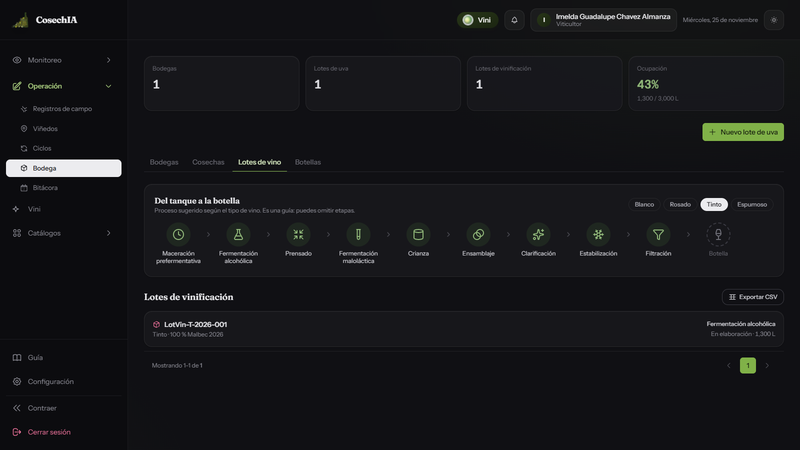 CosechIA
Vini
I
Imelda Guadalupe Chavez Almanza
Viticultor
Miércoles, 25 de noviembre
Monitoreo
Operación
Registros de campo
Viñedos
Ciclos
Bodega
Bitácora
Vini
Catálogos
Guía
Configuración
Contraer
Cerrar sesión
Bodegas
1
Lotes de uva
1
Lotes de vinificación
1
Ocupación
43%
1,300 / 3,000 L
Nuevo lote de uva
Bodegas
Cosechas
Lotes de vino
Botellas
Del tanque a la botella
Proceso sugerido según el tipo de vino. Es una guía: puedes omitir etapas.
Blanco
Rosado
Tinto
Espumoso
Maceración prefermentativa
Fermentación alcohólica
Prensado
Fermentación maloláctica
Crianza
Ensamblaje
Clarificación
Estabilización
Filtración
Botella
Lotes de vinificación
Exportar CSV
LotVin-T-2026-001
Tinto · 100 % Malbec 2026
Fermentación alcohólica
En elaboración · 1,300 L
Mostrando 1-1 de 1
1